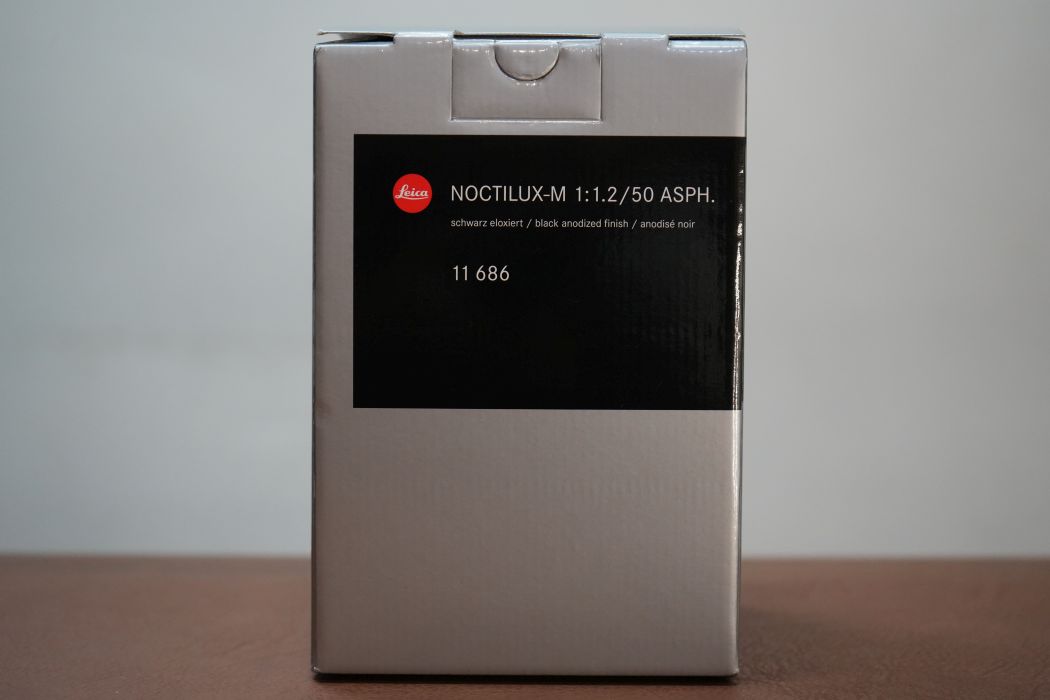 Leica
NOCTILUX-M 1:1.2/50 ASPH.
schwarz eloxiert / black anodized finish / anodisé noir
11 686